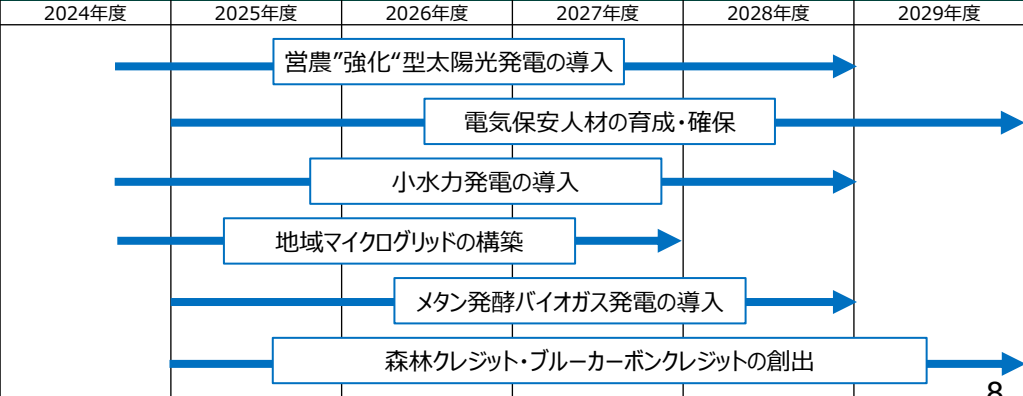 2024年度 2025年度 2026年度 2027年度 2028年度 2029年度
営農”強化“型太陽光発電の導入
電気保安人材の育成・確保
小水力発電の導入
地域マイクログリッドの構築
メタン発酵バイオガス発電の導入
森林クレジット・ブルーカーボンクレジットの創出
8